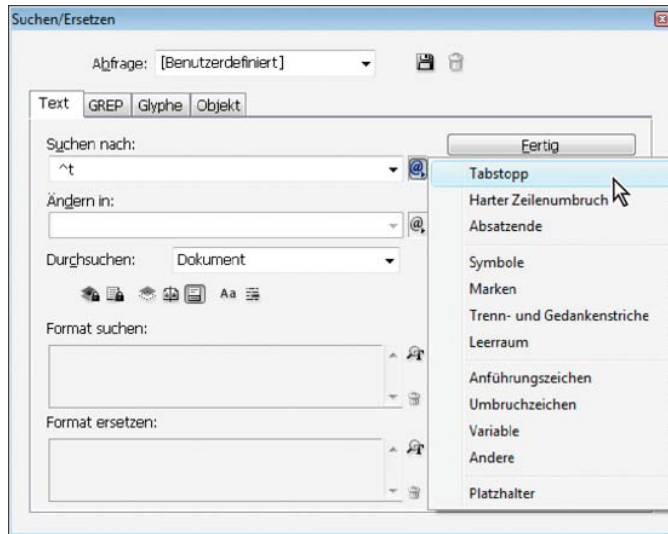 Suchen/Ersetzen
Abfrage: [Benutzerdefiniert]
Text GREP Glyphe Objekt
Suchen nach:
Fertig
^t
@
Tabstopp
Harter Zeilenumbruch
Ändern in:
@
Absatzende
Durchsuchen: Dokument
Symbole
Aa
Marken
Trenn- und Gedankenstriche
Format suchen:
Leerraum
Anführungszeichen
Umbruchzeichen
Format ersetzen:
Variable
Andere
Platzhalter